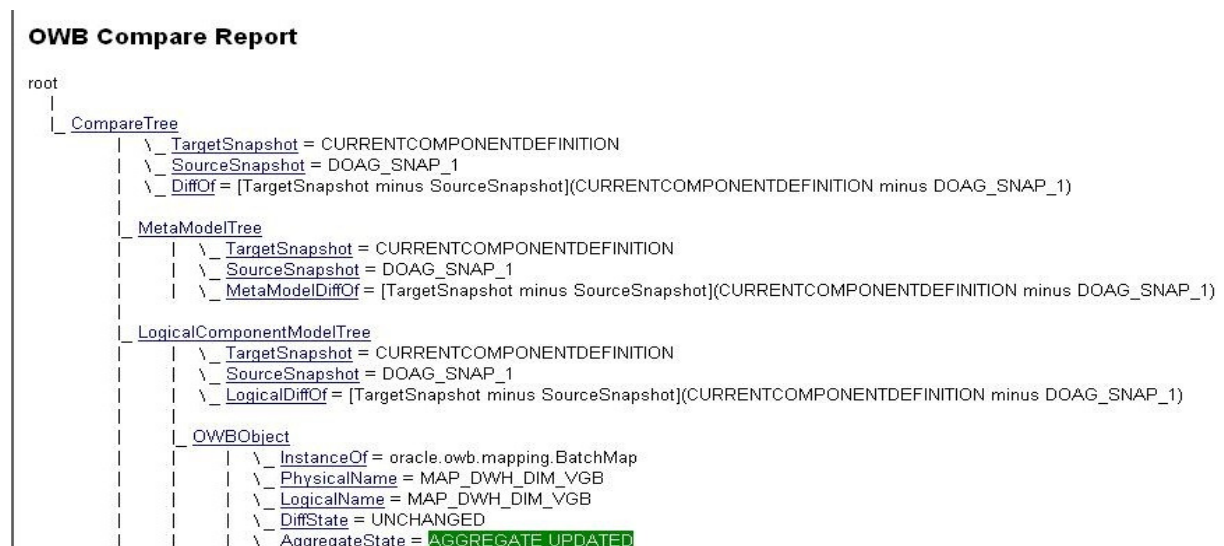 OWB Compare Report
root
CompareTree
TargetSnapshot = CURRENTCOMPONENTDEFINITION
SourceSnapshot = DOAG_SNAP_1
DiffOf = [TargetSnapshot minus SourceSnapshot](CURRENTCOMPONENTDEFINITION minus DOAG_SNAP_1)
MetaModelTree
TargetSnapshot = CURRENTCOMPONENTDEFINITION
SourceSnapshot = DOAG_SNAP_1
MetaModelDiffOf = [TargetSnapshot minus SourceSnapshot](CURRENTCOMPONENTDEFINITION minus DOAG_SNAP_1)
LogicalComponentModelTree
TargetSnapshot = CURRENTCOMPONENTDEFINITION
SourceSnapshot = DOAG_SNAP_1
LogicalDiffOf = [TargetSnapshot minus SourceSnapshot](CURRENTCOMPONENTDEFINITION minus DOAG_SNAP_1)
OWBObject
InstanceOf = oracle.owb.mapping.BatchMap
PhysicalName = MAP_DWH_DIM_VGB
LogicalName = MAP_DWH_DIM_VGB
DiffState = UNCHANGED
AggregateState = AGGREGATE_UPDATED